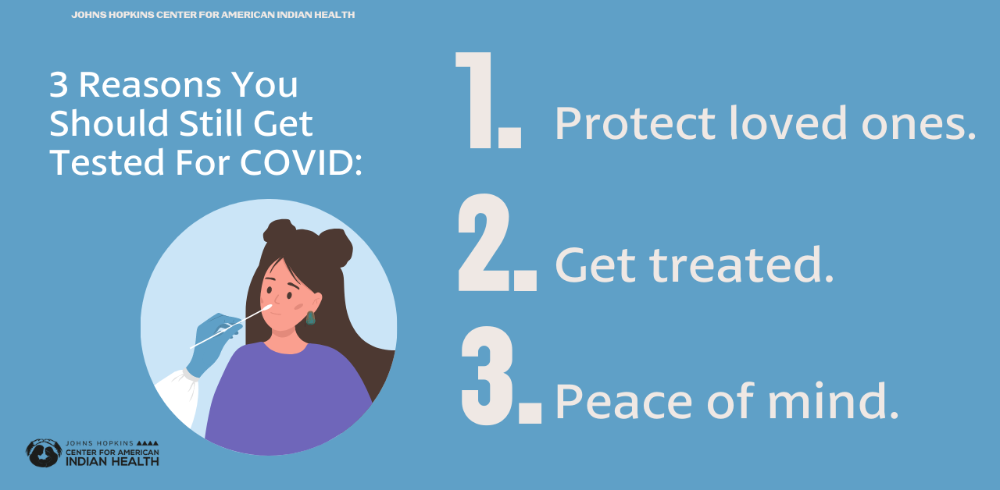 JOHNS HOPKINS CENTER FOR AMERICAN INDIAN HEALTH
3 Reasons You
Should Still Get
Tested For COVID:
1. Protect loved ones.
2. Get treated.
3. Peace of mind.
JOHNS HOPKINS
CENTER FOR AMERICAN
INDIAN HEALTH